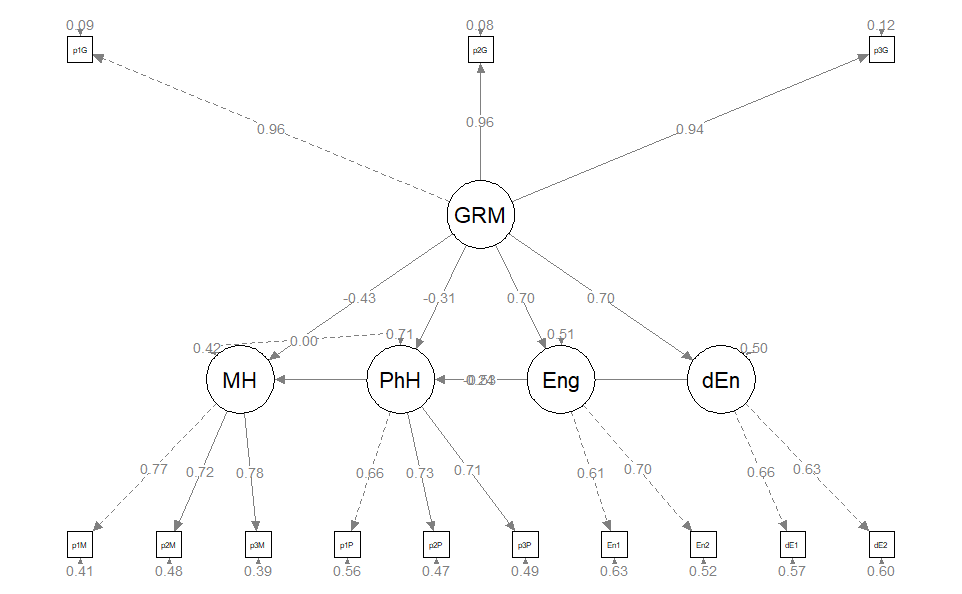 0.09 0.08 0.12
p1G p2G p3G
0.96 0.96 0.94
GRM
-0.43 -0.31 0.70 0.70
0.42 0.00 0.71 0.51 0.50
MH PhH Eng dEn
0.77 0.72 0.78 0.66 0.73 0.71 0.61 0.70 0.66 0.63
p1M p2M p3M p1P p2P p3P En1 En2 dE1 dE2
0.41 0.48 0.39 0.56 0.47 0.49 0.63 0.52 0.57 0.60